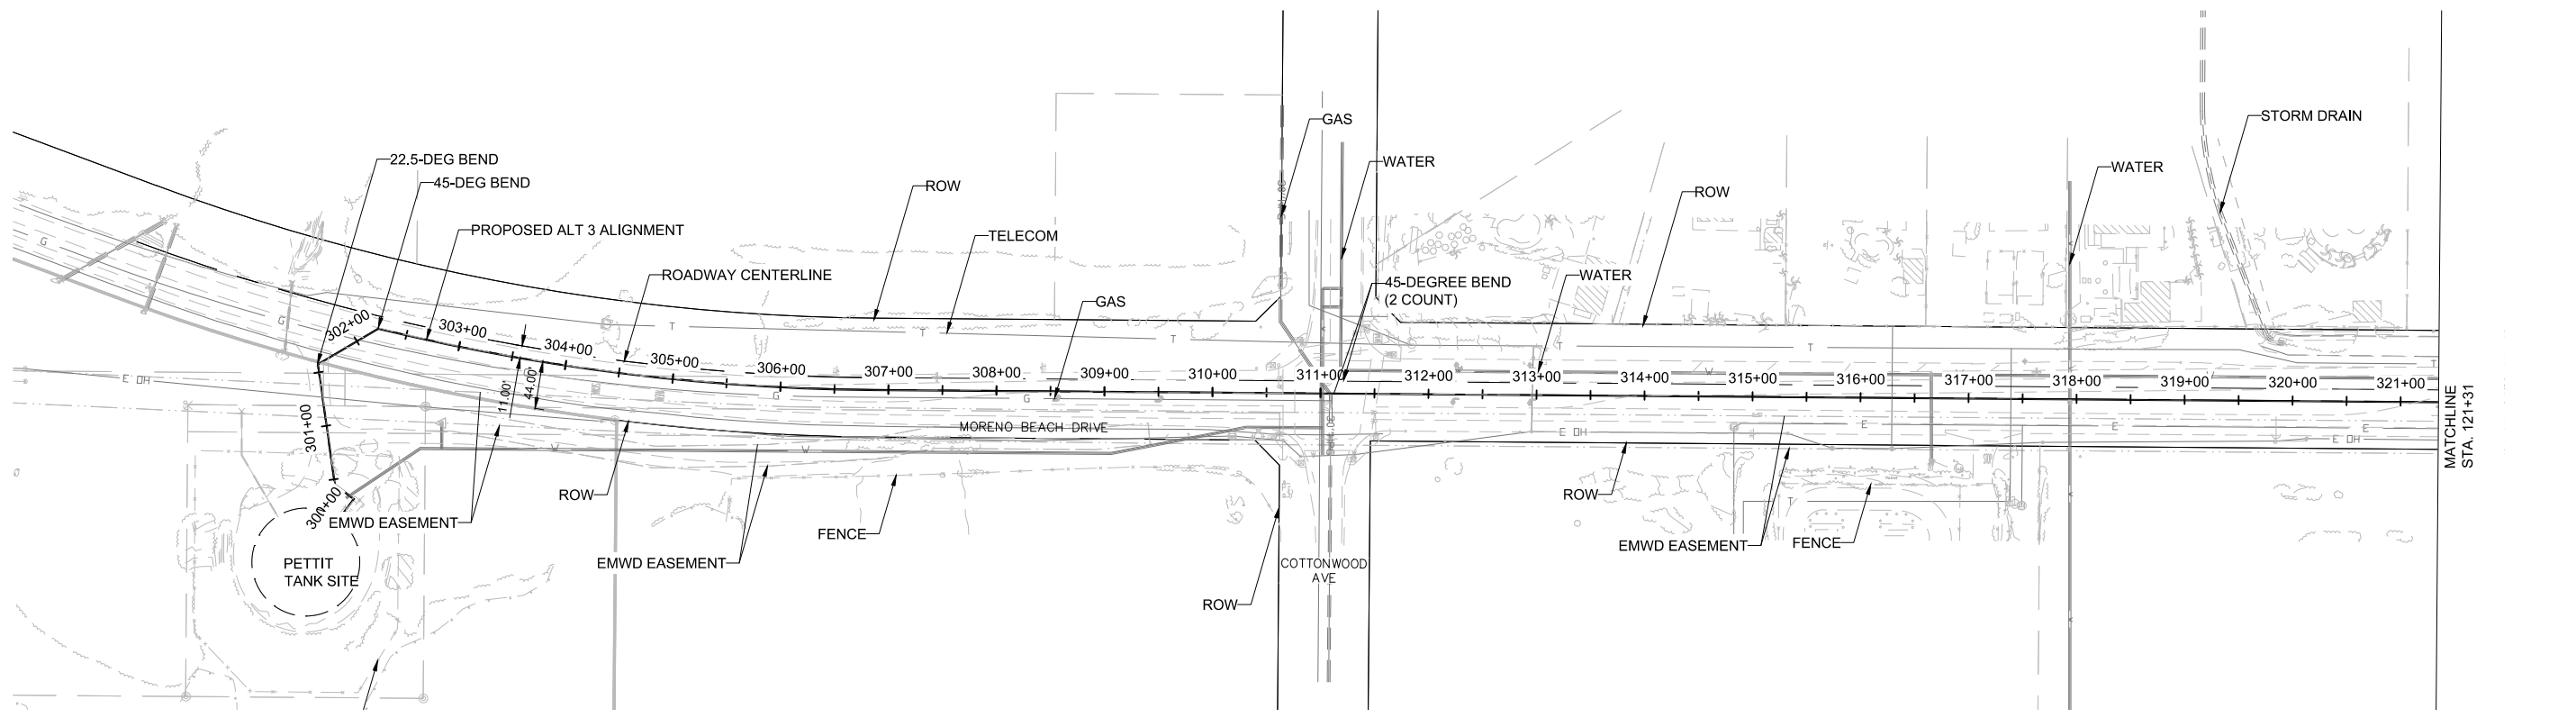 GAS
STORM DRAIN
22.5-DEG BEND
WATER
WATER
45-DEG BEND
ROW
ROW
PROPOSED ALT 3 ALIGNMENT
TELECOM
G
ROADWAY CENTERLINE
45-DEGREE BEND
(2 COUNT)
WATER
GAS
G
302+00
303+00
304+00
305+00
306+00
307+00
308+00
309+00
310+00
311+00
312+00
313+00
314+00
315+00
316+00
317+00
318+00
319+00
320+00
321+00
T
T
T
T
T
T
E OH
11.00'
44.00'
G
G
W
MATCHLINE
STA. 121+31
301+00
MORENO BEACH DRIVE
E OH
E
E
E
E OH
W
W
300+00
ROW
EMWD EASEMENT
ROW
T
FENCE
EMWD EASEMENT
FENCE
EMWD EASEMENT
PETTIT
TANK SITE
COTTONWOOD
AVE
ROW